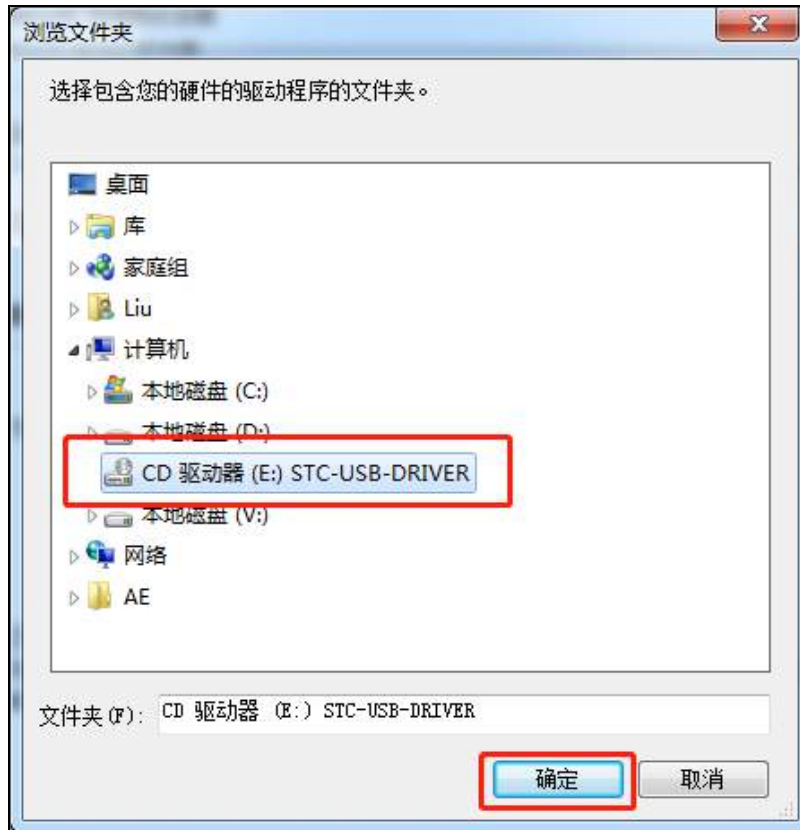 浏览文件夹
选择包含您的硬件的驱动程序的文件夹。
桌面
库
家庭组
Liu
计算机
本地磁盘 (C:)
本地磁盘 (D:)
CD 驱动器 (E:) STC-USB-DRIVER
本地磁盘 (V:)
网络
AE
文件夹(F): CD 驱动器 (E:) STC-USB-DRIVER
确定 取消